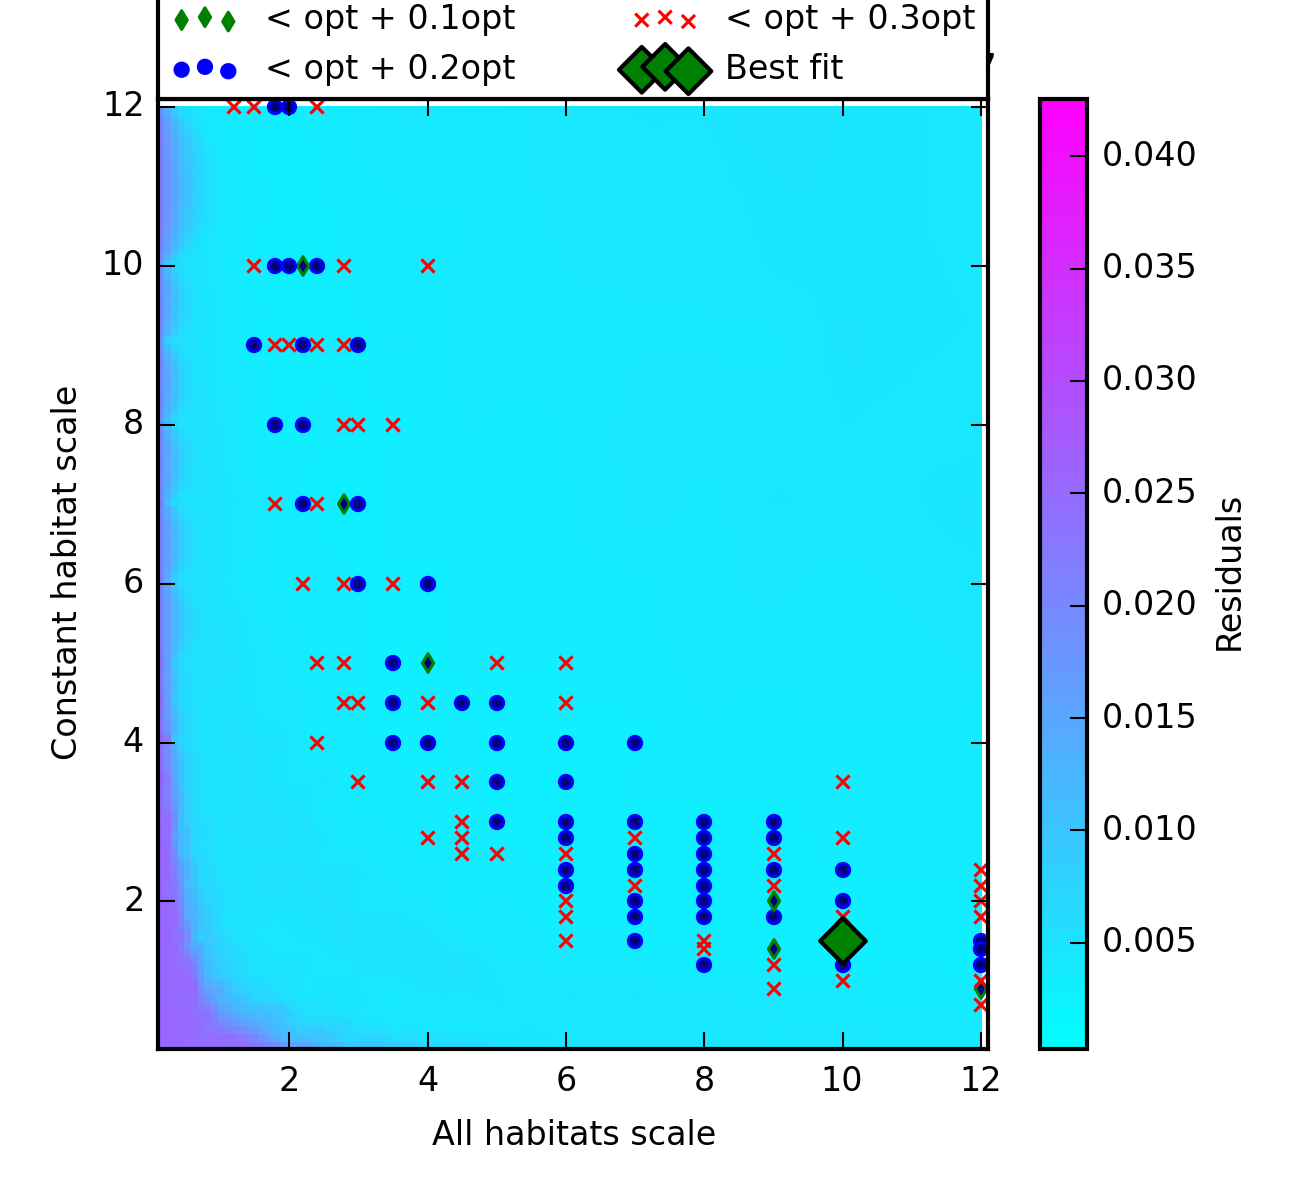 < opt + 0.1opt < opt + 0.3opt
< opt + 0.2opt Best fit
12
10
8
6
4
2
Constant habitat scale
2 4 6 8 10 12
All habitats scale
0.040
0.035
0.030
0.025
0.020
0.015
0.010
0.005
Residuals